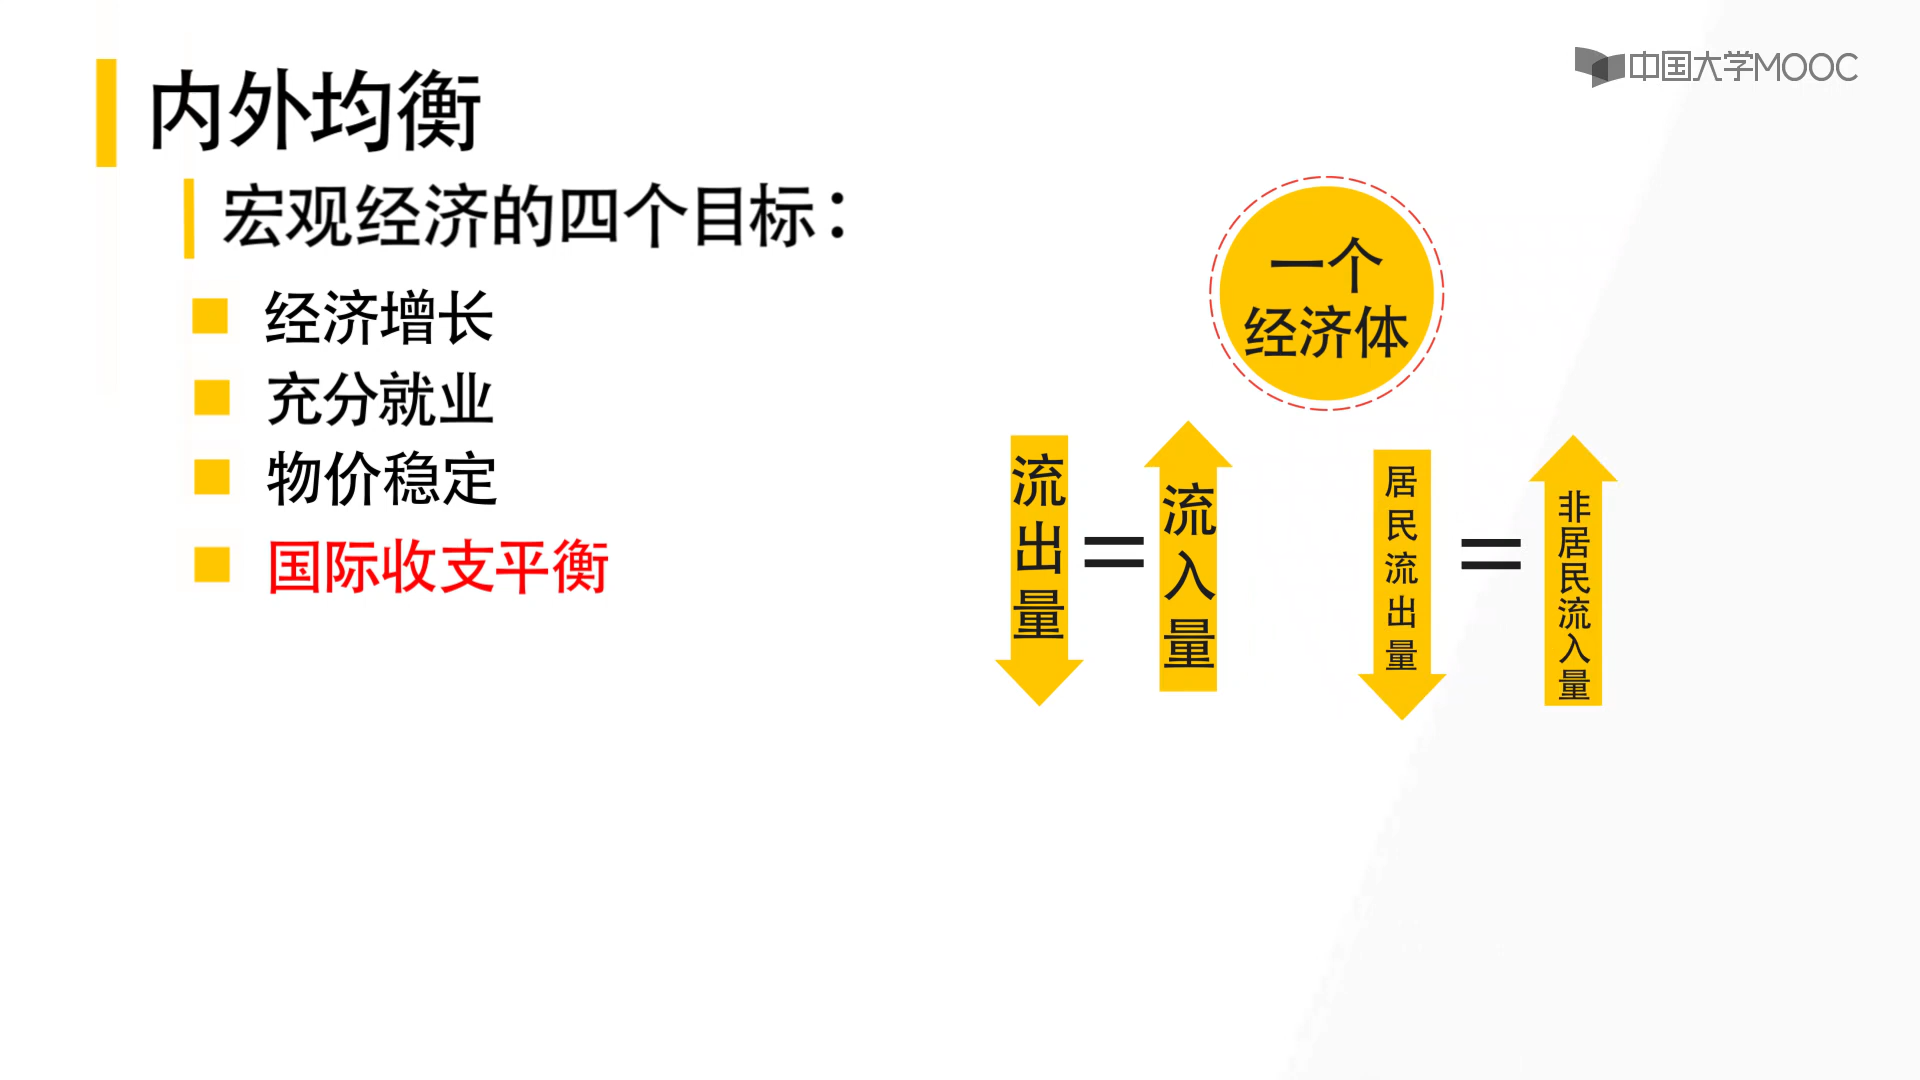 中国大学MOOC
内外均衡
宏观经济的四个目标：
经济增长
充分就业
物价稳定
国际收支平衡
一个
经济体
流出量
=
流入量
居民流出量
=
非居民流入量